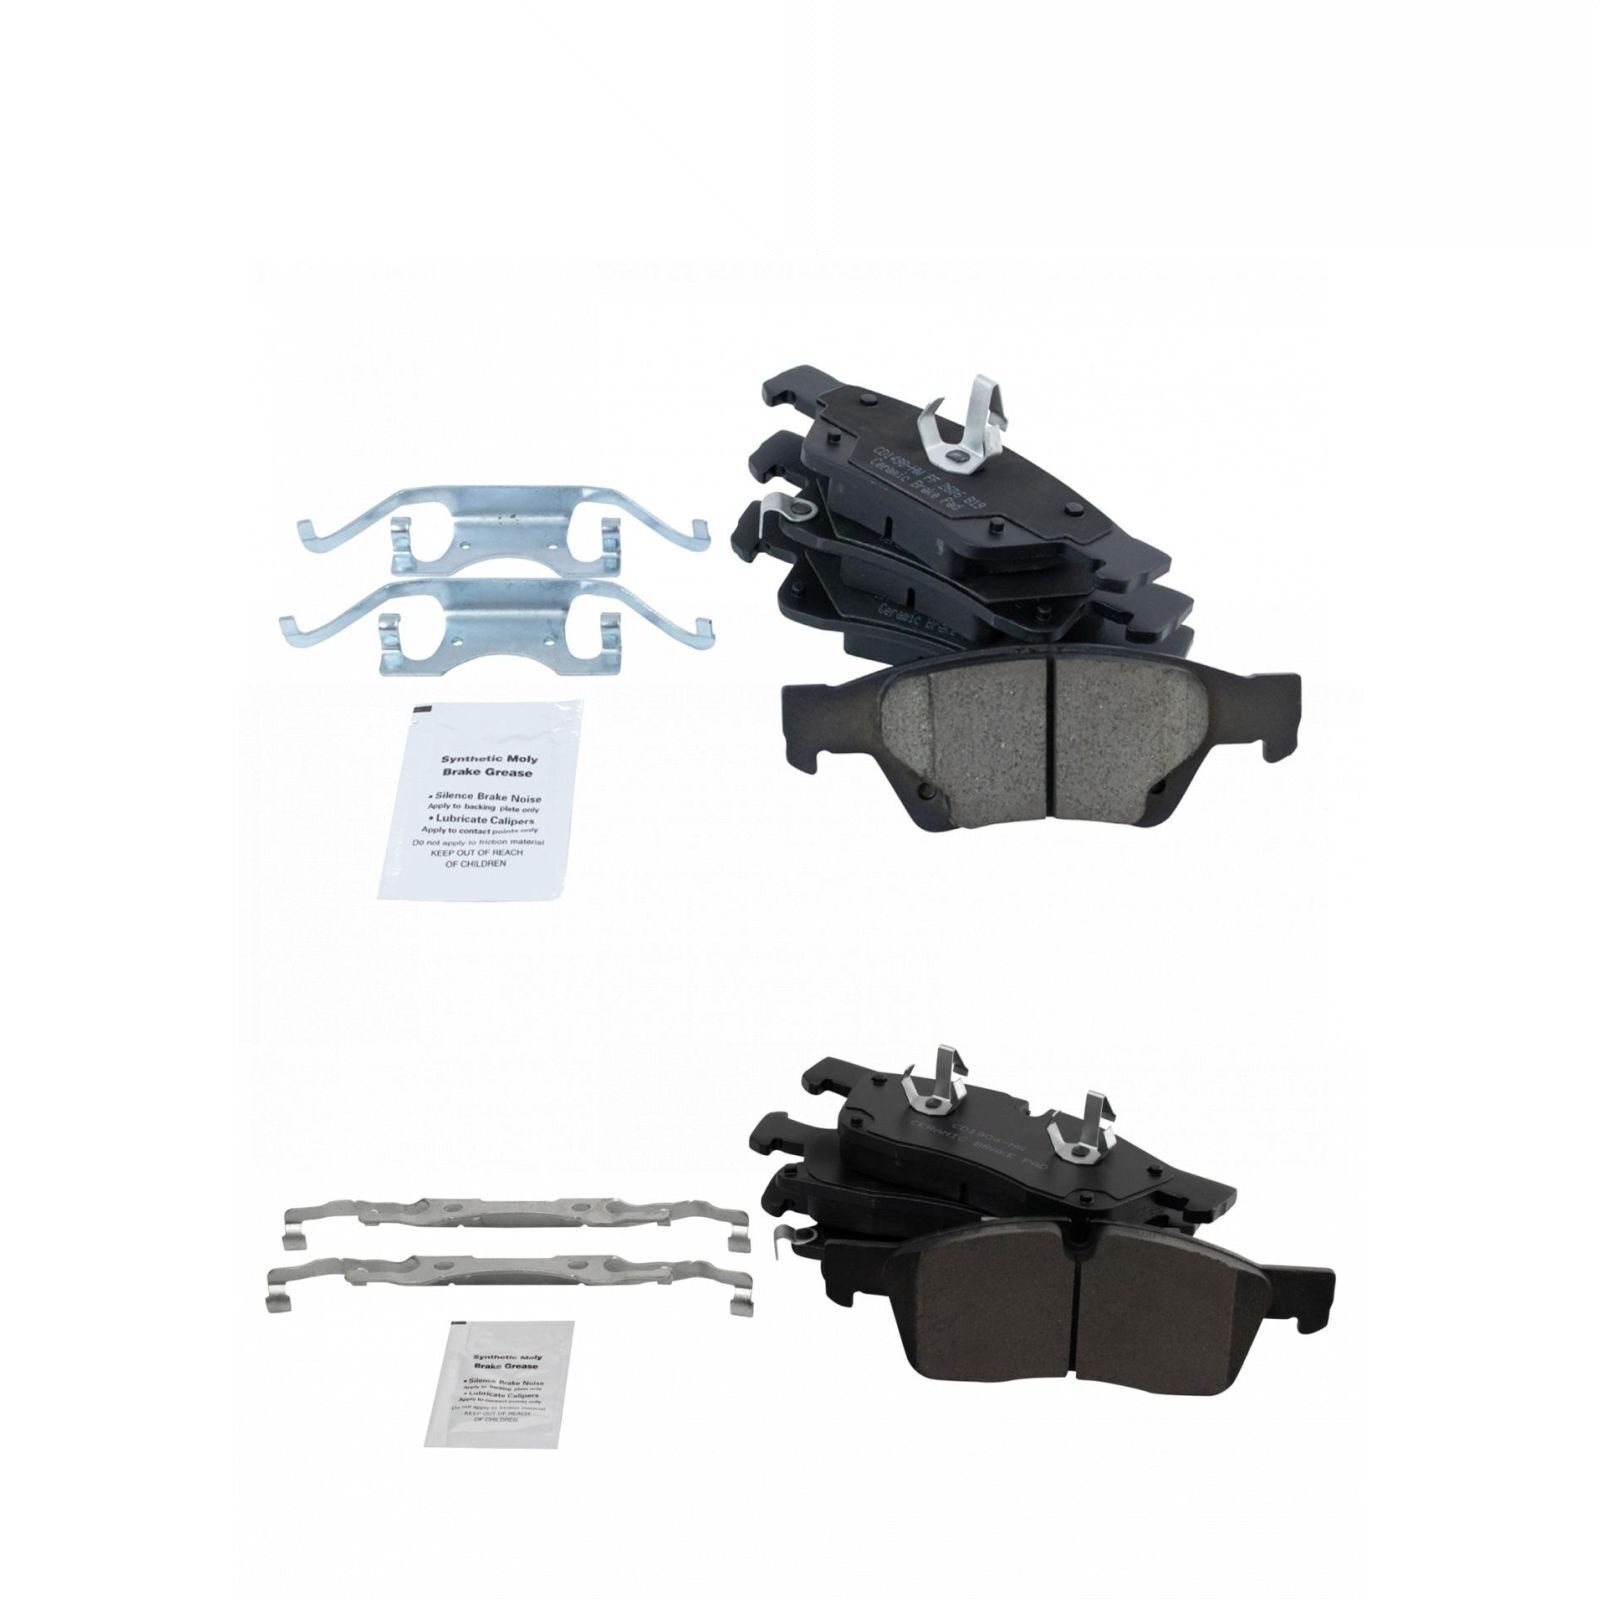 CD1498-HW FF 2606 B19
Ceramic Brake Pad
Ceramic Brake
Synthetic Moly
Brake Grease
• Silence Brake Noise
Apply to backing plate only
• Lubricate Calipers
Apply to contact points only
Do not apply to friction material
KEEP OUT OF REACH
OF CHILDREN
CD1904-HW
CERAMIC BRAKE PAD
Synthetic Moly
Brake Grease
• Silence Brake Noise
Apply to backing plate only
• Lubricate Calipers
Apply to contact points only
Do not apply to friction material
KEEP OUT OF REACH
OF CHILDREN